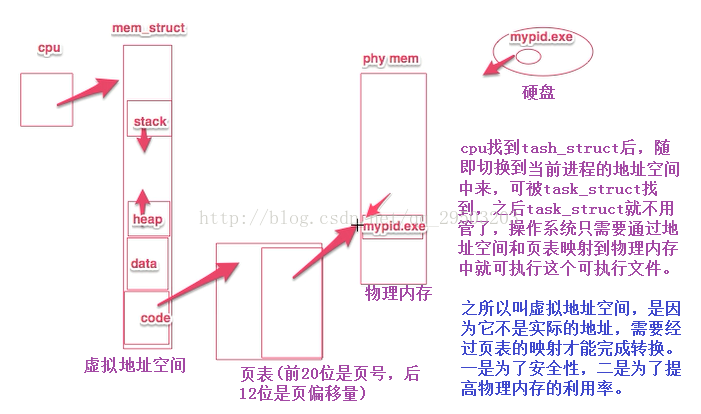 mem_struct
cpu
mypid.exe
phy mem
硬盘
stack
heap
data
code
mypid.exe
物理内存
虚拟地址空间
页表(前20位是页号，后
12位是页偏移量）
cpu找到tash_struct后，随
即切换到当前进程的地址空间
中来，可被task_struct找
到，之后task_struct就不用
管了，操作系统只需要通过地
址空间和页表映射到物理内存
中就可执行这个可执行文件。
之所以叫虚拟地址空间，是因
为它不是实际的地址，需要经
过页表的映射才能完成转换。
一是为了安全性，二是为了提
高物理内存的利用率。